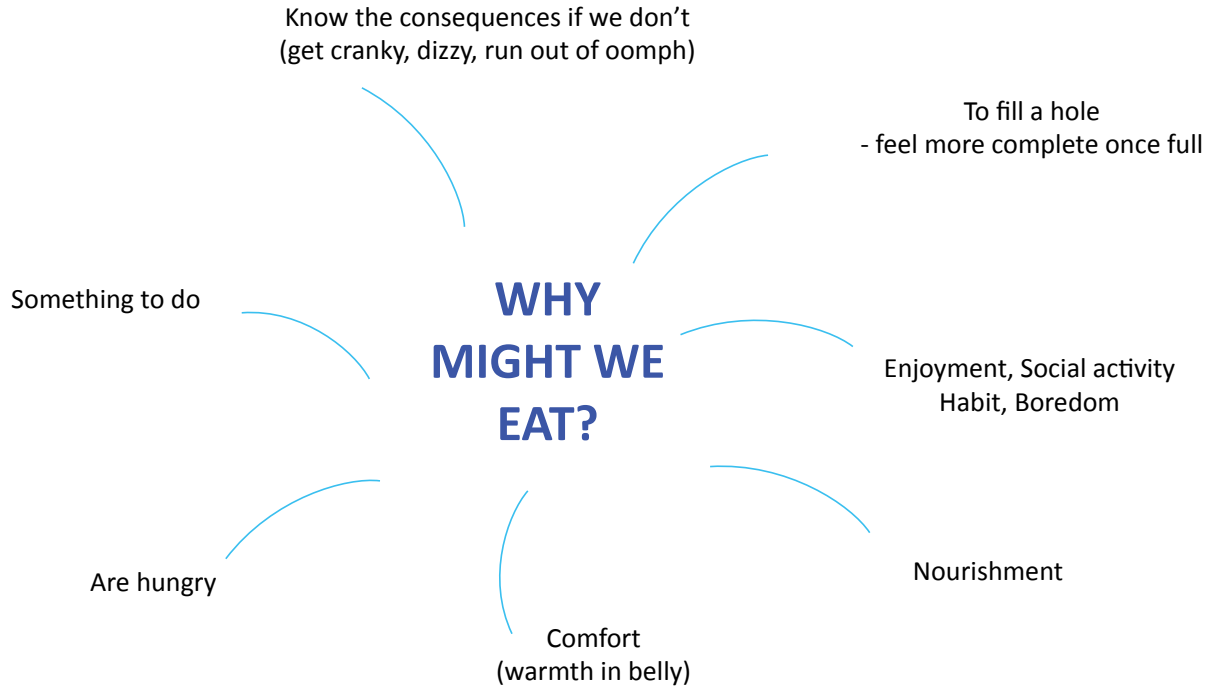 Know the consequences if we don’t
(get cranky, dizzy, run out of oomph)
To fill a hole
- feel more complete once full
Something to do
WHY
MIGHT WE
EAT?
Enjoyment, Social activity
Habit, Boredom
Are hungry
Nourishment
Comfort
(warmth in belly)